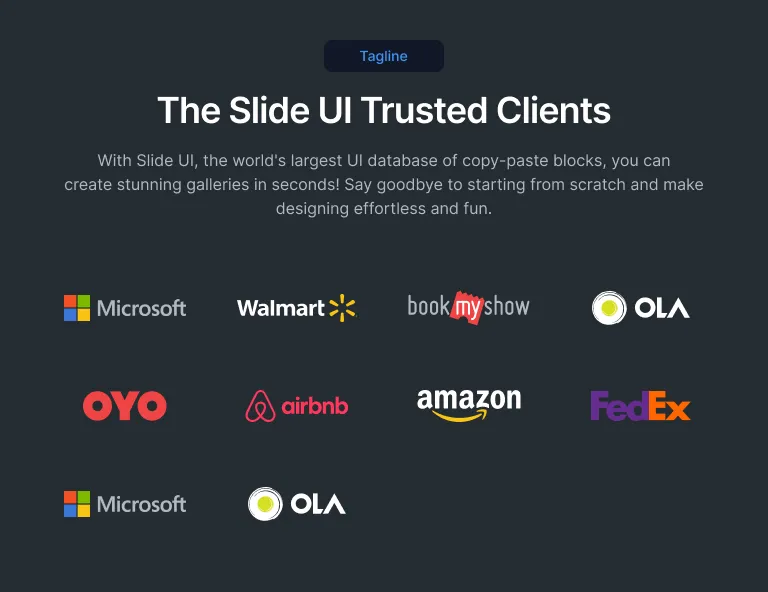 Tagline
The Slide UI Trusted Clients
With Slide UI, the world's largest UI database of copy-paste blocks, you can
create stunning galleries in seconds! Say goodbye to starting from scratch and make
designing effortless and fun.
Microsoft
Walmart
bookmyshow
OLA
OYO
airbnb
amazon
FedEx
Microsoft
OLA